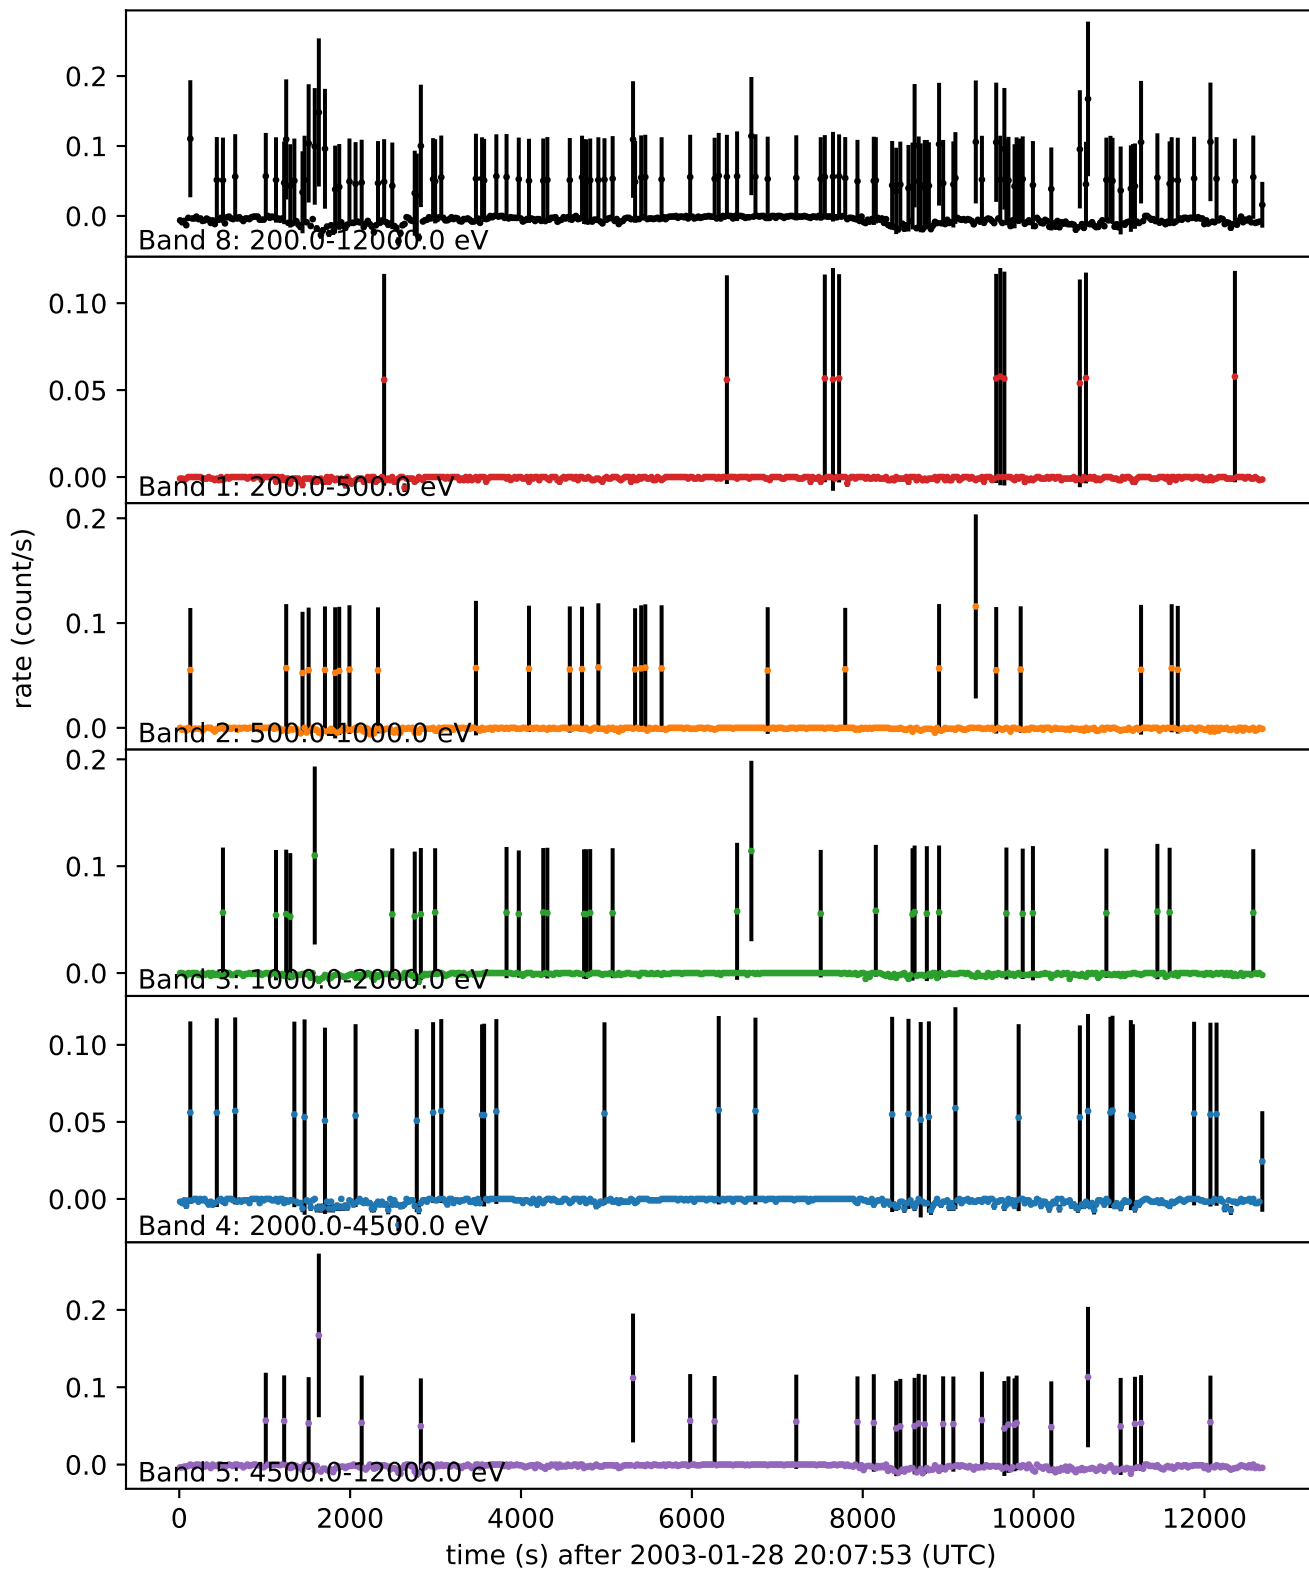 0.2
0.1
0.0
Band 8: 200.0-12000.0 eV
0.10
0.05
0.00
Band 1: 200.0-500.0 eV
0.2
0.1
0.0
Band 2: 500.0-1000.0 eV
rate (count/s)
0.2
0.1
0.0
Band 3: 1000.0-2000.0 eV
0.10
0.05
0.00
Band 4: 2000.0-4500.0 eV
0.2
0.1
0.0
Band 5: 4500.0-12000.0 eV
0 2000 4000 6000 8000 10000 12000
time (s) after 2003-01-28 20:07:53 (UTC)